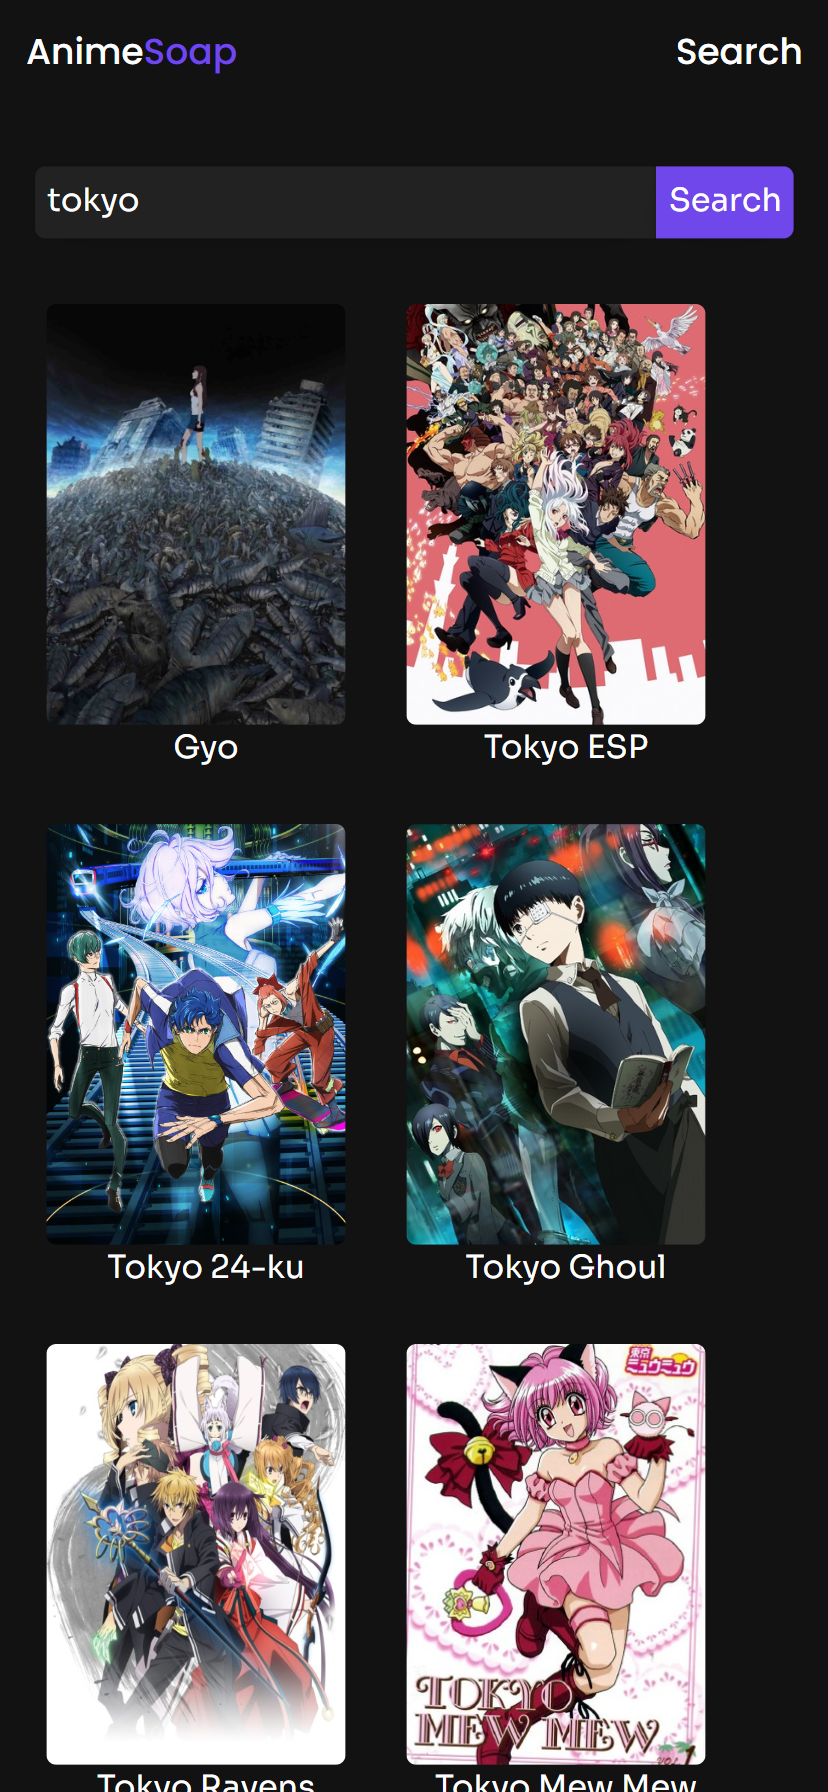 AnimeSoap
Search
tokyo
Search
Gyo
Tokyo ESP
Tokyo 24-ku
Tokyo Ghoul
東京
ミュウミュウ
TOKYO
MEW MEW
Tokyo Ravens
Tokyo Mew Mew